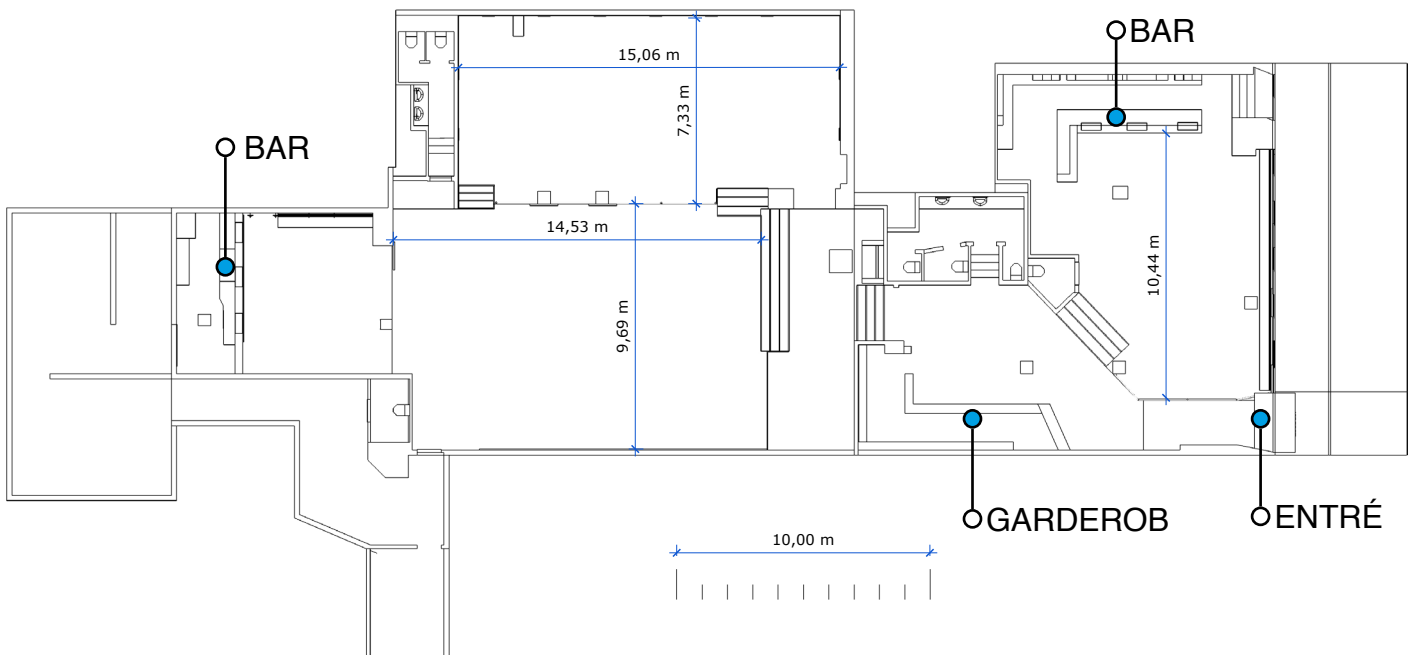 BAR
15,06 m
7,33 m
BAR
14,53 m
10,44 m
9,69 m
GARDEROB
ENTRÉ
10,00 m